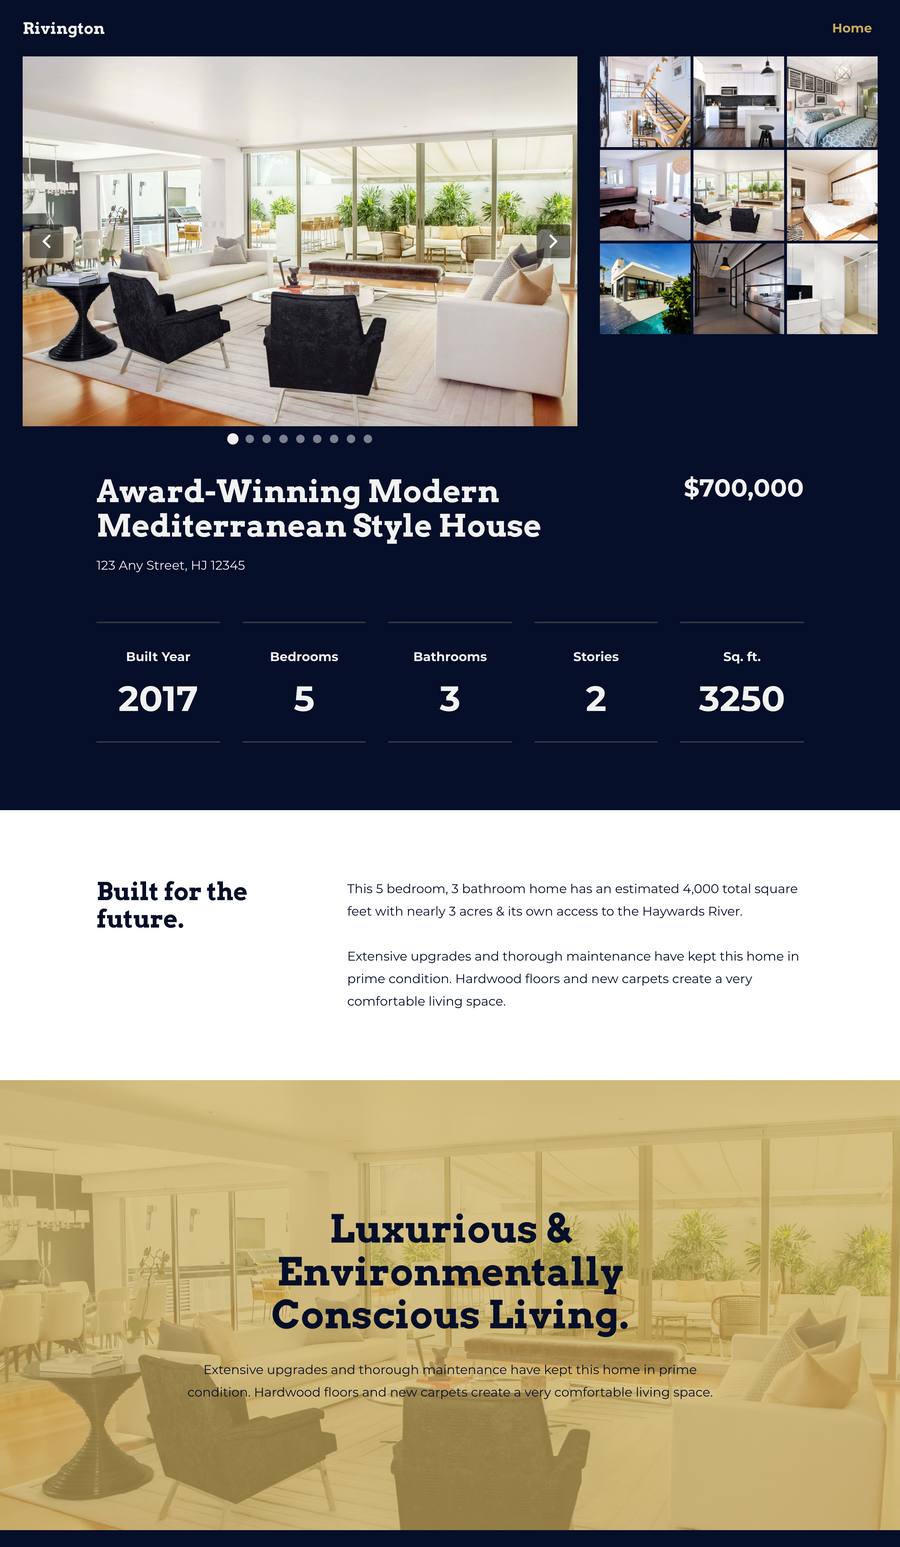 Rivington
Home
Award-Winning Modern
Mediterranean Style House
$700,000
123 Any Street, HJ 12345
Built Year
2017
Bedrooms
5
Bathrooms
3
Stories
2
Sq. ft.
3250
Built for the
future.
This 5 bedroom, 3 bathroom home has an estimated 4,000 total square
feet with nearly 3 acres & its own access to the Haywards River.
Extensive upgrades and thorough maintenance have kept this home in
prime condition. Hardwood floors and new carpets create a very
comfortable living space.
Luxurious &
Environmentally
Conscious Living.
Extensive upgrades and thorough maintenance have kept this home in prime
condition. Hardwood floors and new carpets create a very comfortable living space.